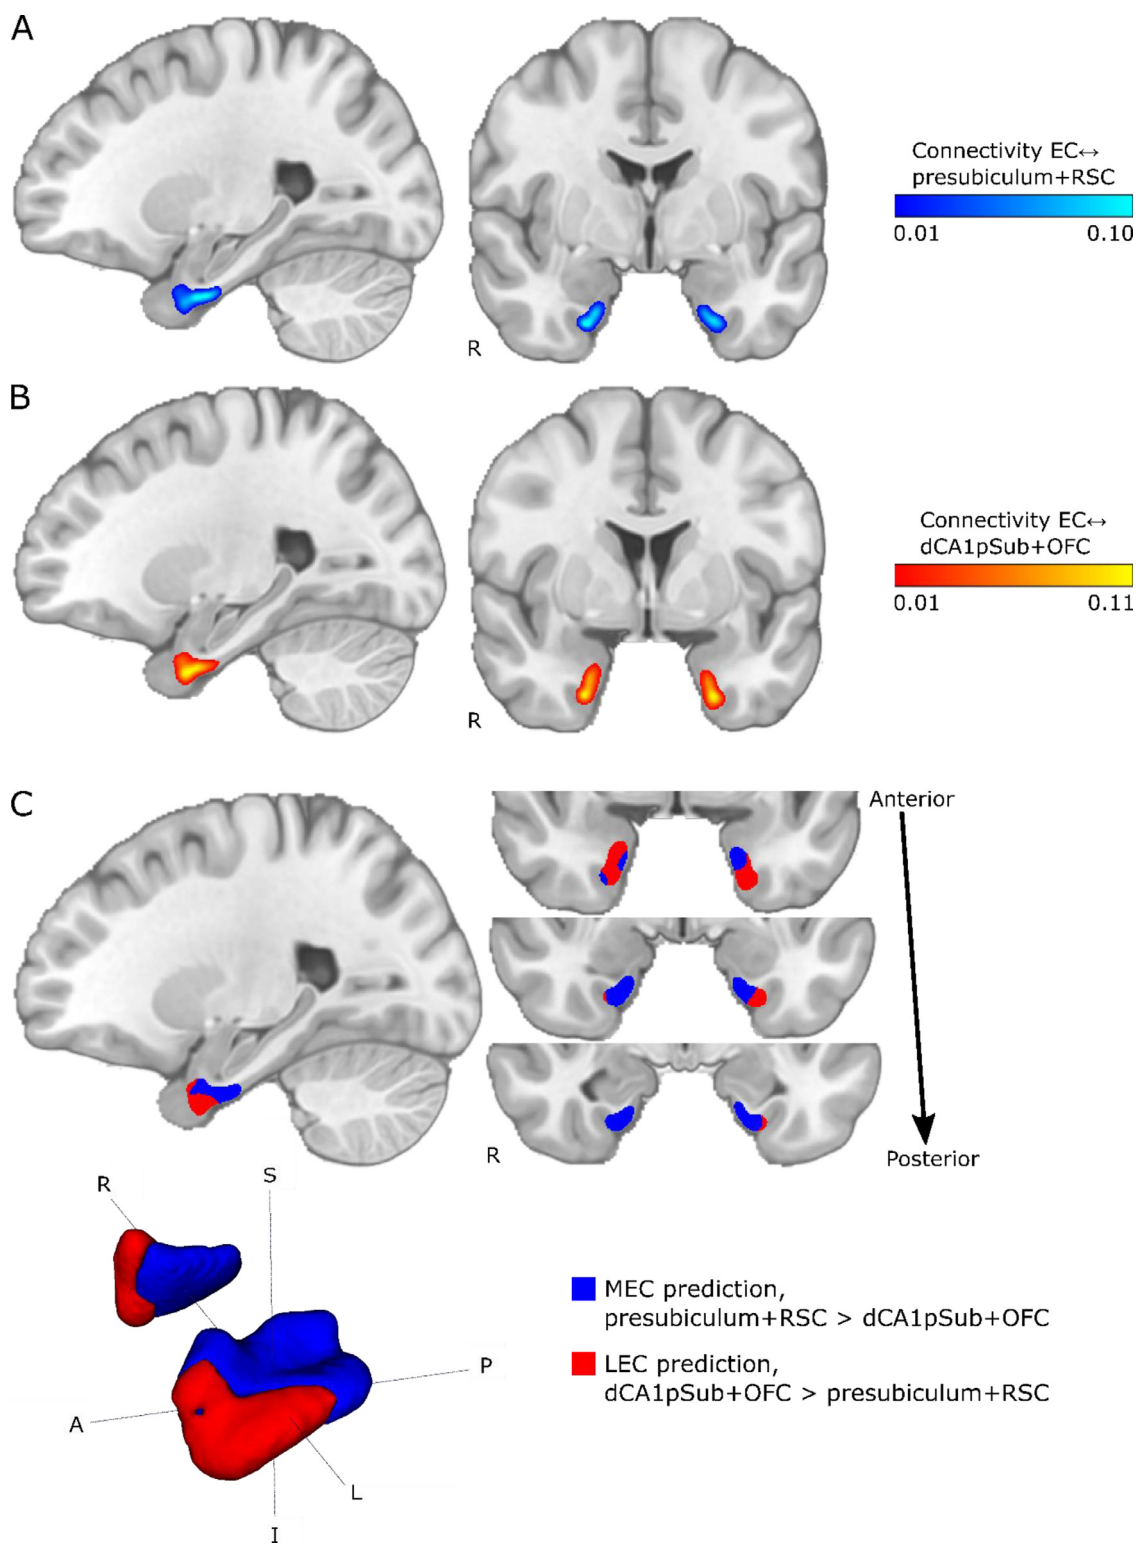 A
Connectivity EC↔
presubiculum+RSC
0.01 0.10
R
B
Connectivity EC↔
dCA1pSub+OFC
0.01 0.11
R
C
Anterior
R
Posterior
R
S
P
A
L
I
MEC prediction,
presubiculum+RSC > dCA1pSub+OFC
LEC prediction,
dCA1pSub+OFC > presubiculum+RSC